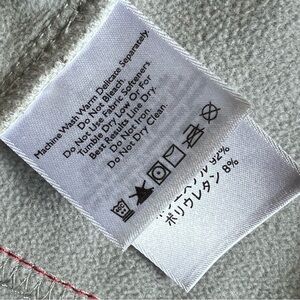 Machine Wash Warm Delicate Separately.
Do Not Bleach.
Do Not Use Fabric Softeners.
Tumble Dry Low Or For
Best Results Line Dry.
Do Not Iron.
Do Not Dry Clean.
92%
ポリウレタン 8%